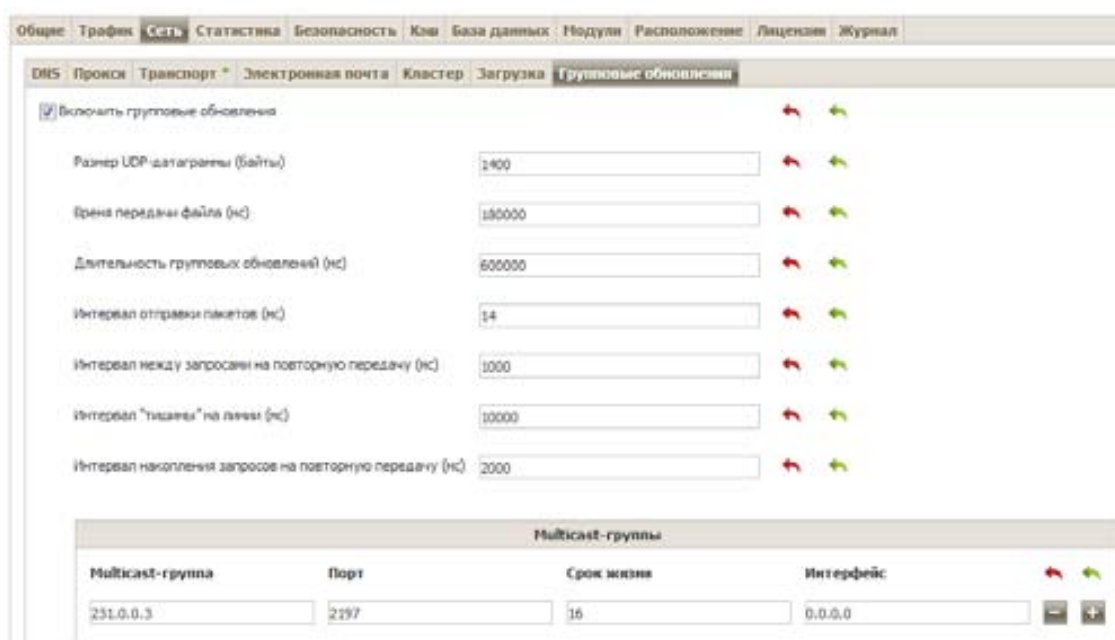 Общие Трафик Сеть Статистика Безопасность Кэш База данных Модули Расположение Лицензии Журнал
DNS Прокси Транспорт * Электронная почта Кластер Загрузка Групповые обновления
Включить групповые обновления
Размер UDP-датаграммы (байты) 1400
Время передачи файла (мс) 180000
Длительность групповых обновлений (мс) 600000
Интервал отправки пакетов (мс) 14
Интервал между запросами на повторную передачу (мс) 1000
Интервал "тишины" на линии (мс) 10000
Интервал накопления запросов на повторную передачу (мс) 2000
Multicast-группы
Multicast-группа Порт Срок жизни Интерфейс
231.0.0.3 2197 16 0.0.0.0